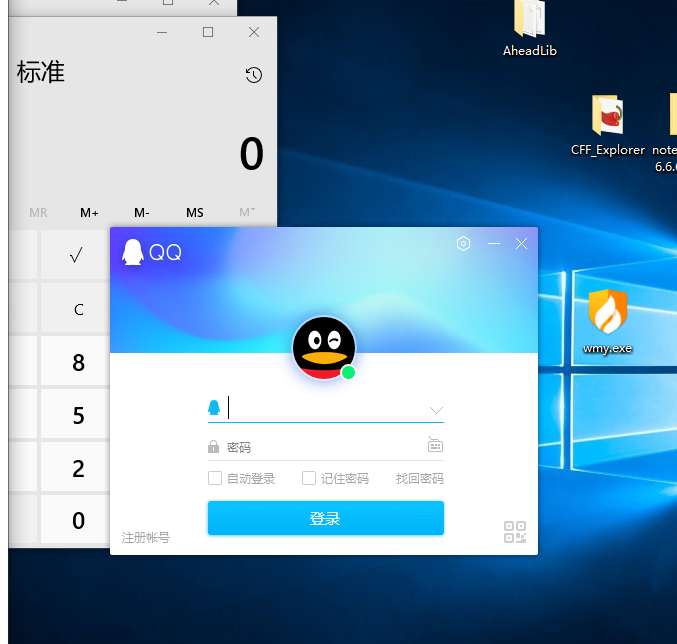 标准
0
MR M+ M- MS M
√
C
8
5
2
0
QQ
密码
自动登录 记住密码 找回密码
登录
注册帐号
AheadLib
CFF_Explorer
note
6.6.
wmy.exe